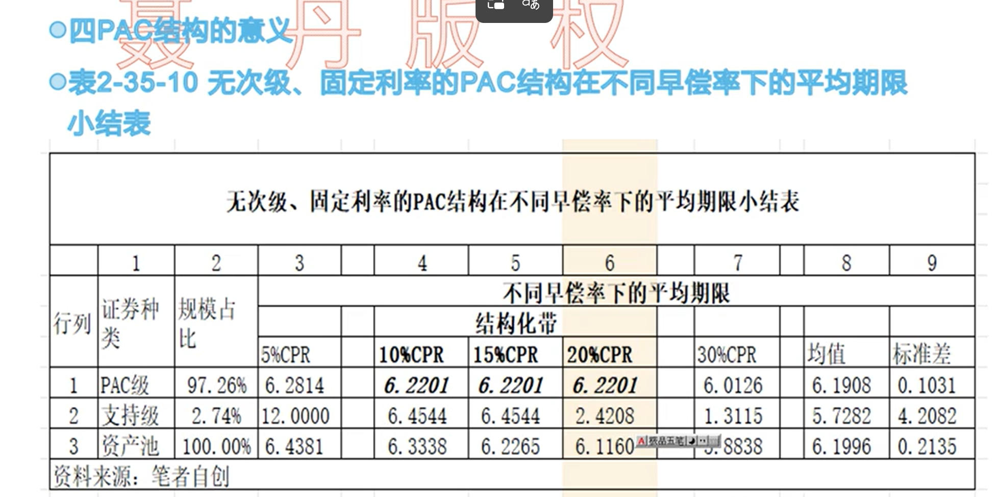 聂丹版权
四PAC结构的意义
表2-35-10 无次级、固定利率的PAC结构在不同早偿率下的平均期限
小结表
无次级、固定利率的PAC结构在不同早偿率下的平均期限小结表
1 2 3 4 5 6 7 8 9
行列 证券种类 规模占比 不同早偿率下的平均期限
结构化带
5%CPR 10%CPR 15%CPR 20%CPR 30%CPR 均值 标准差
1 PAC级 97.26% 6.2814 6.2201 6.2201 6.2201 6.0126 6.1908 0.1031
2 支持级 2.74% 12.0000 6.4544 6.4544 2.4208 1.3115 5.7282 4.2082
3 资产池 100.00% 6.4381 6.3338 6.2265 6.1160 .8838 6.1996 0.2135
资料来源：笔者自创